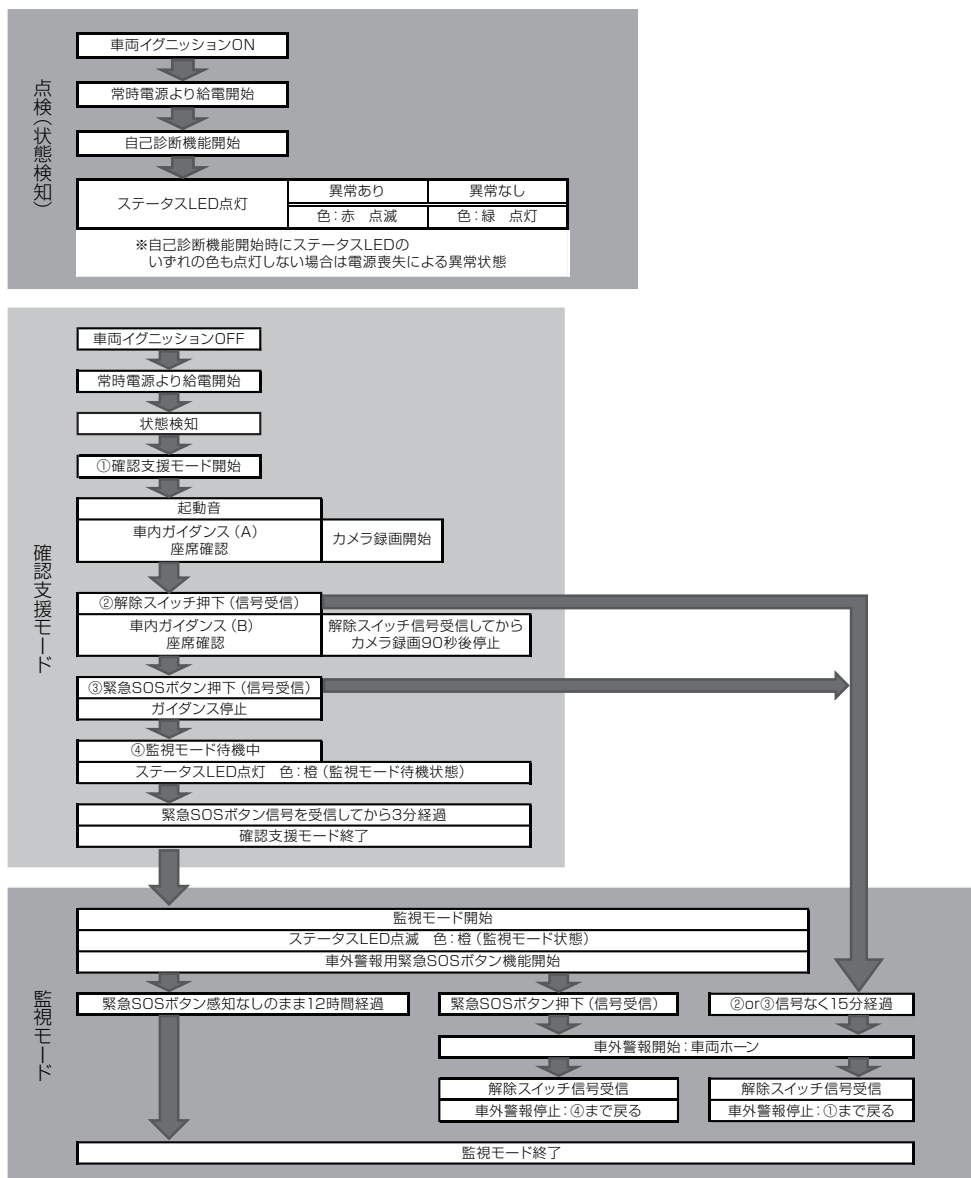 点検（状態検知）
車両イグニッションON
常時電源より給電開始
自己診断機能開始
ステータスLED点灯
異常あり
異常なし
色：赤　点滅
色：緑　点灯
※自己診断機能開始時にステータスLEDの
いずれの色も点灯しない場合は電源喪失による異常状態
確認支援モード
車両イグニッションOFF
常時電源より給電開始
状態検知
①確認支援モード開始
起動音
車内ガイダンス（A）
座席確認
カメラ録画開始
②解除スイッチ押下（信号受信）
車内ガイダンス（B）
座席確認
解除スイッチ信号受信してから
カメラ録画90秒後停止
③緊急SOSボタン押下（信号受信）
ガイダンス停止
④監視モード待機中
ステータスLED点灯　色：橙（監視モード待機状態）
緊急SOSボタン信号を受信してから3分経過
確認支援モード終了
監視モード
監視モード開始
ステータスLED点滅　色：橙（監視モード状態）
車外警報用緊急SOSボタン機能開始
緊急SOSボタン感知なしのまま12時間経過
緊急SOSボタン押下（信号受信）
②or③信号なく15分経過
車外警報開始：車両ホーン
解除スイッチ信号受信
車外警報停止：④まで戻る
解除スイッチ信号受信
車外警報停止：①まで戻る
監視モード終了